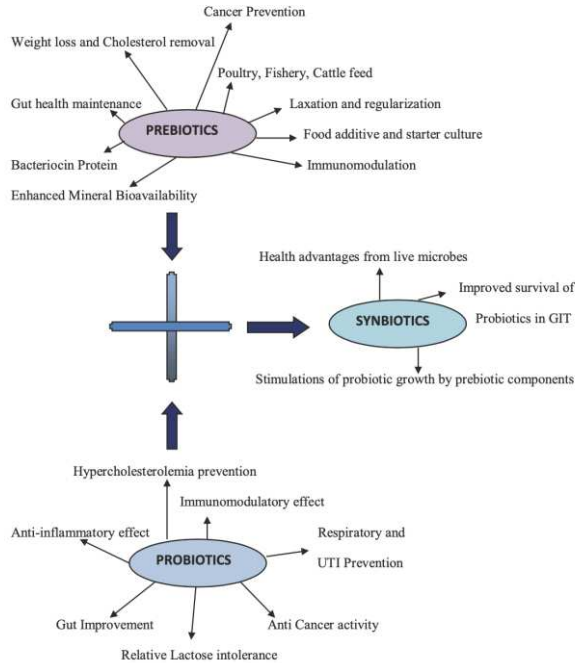 Cancer Prevention
Weight loss and Cholesterol removal
Poultry, Fishery, Cattle feed
Gut health maintenance
Laxation and regularization
PREBIOTICS
Food additive and starter culture
Bacteriocin Protein
Immunomodulation
Enhanced Mineral Bioavailability
Health advantages from live microbes
Improved survival of
Probiotics in GIT
SYNBIOTICS
Stimulations of probiotic growth by prebiotic components
Hypercholesterolemia prevention
Immunomodulatory effect
Anti-inflammatory effect
Respiratory and
UTI Prevention
PROBIOTICS
Gut Improvement
Anti Cancer activity
Relative Lactose intolerance